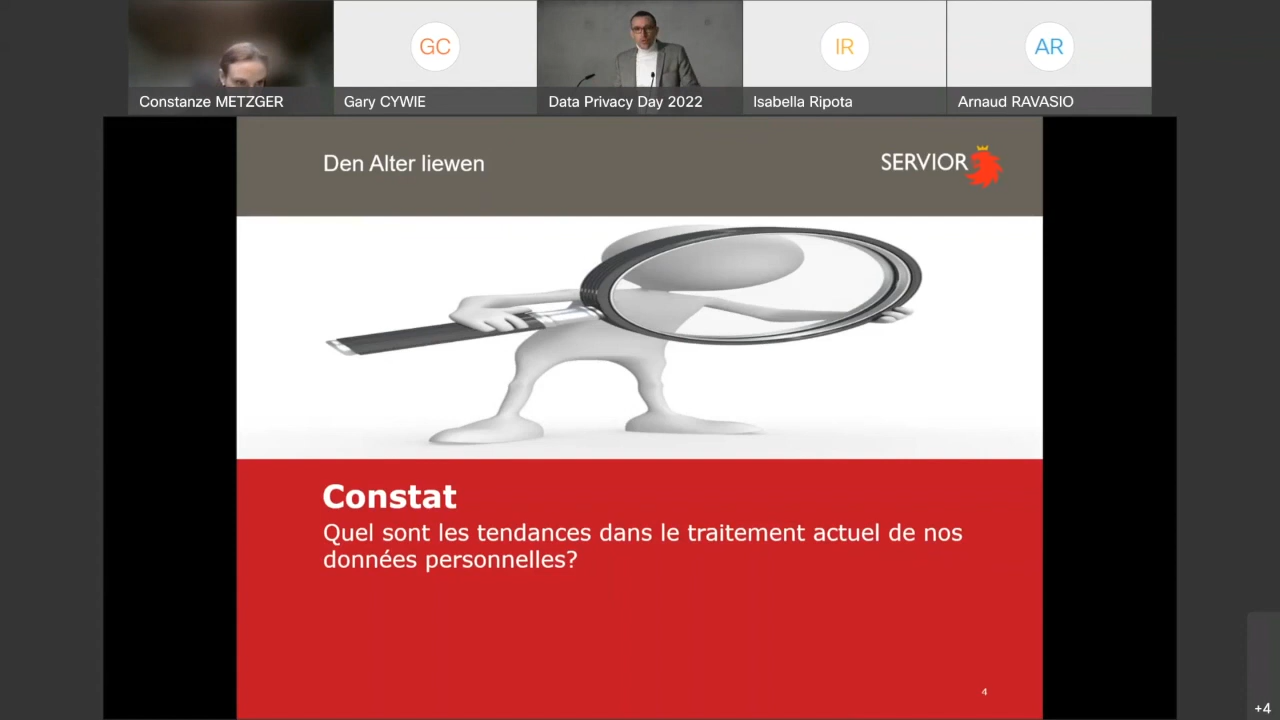 GC
IR
AR
Constanze METZGER
Gary CYWIE
Data Privacy Day 2022
Isabella Ripota
Arnaud RAVASIO
Den Alter liewen
SERVIOR
Constat
Quel sont les tendances dans le traitement actuel de nos
données personnelles?
4
+4